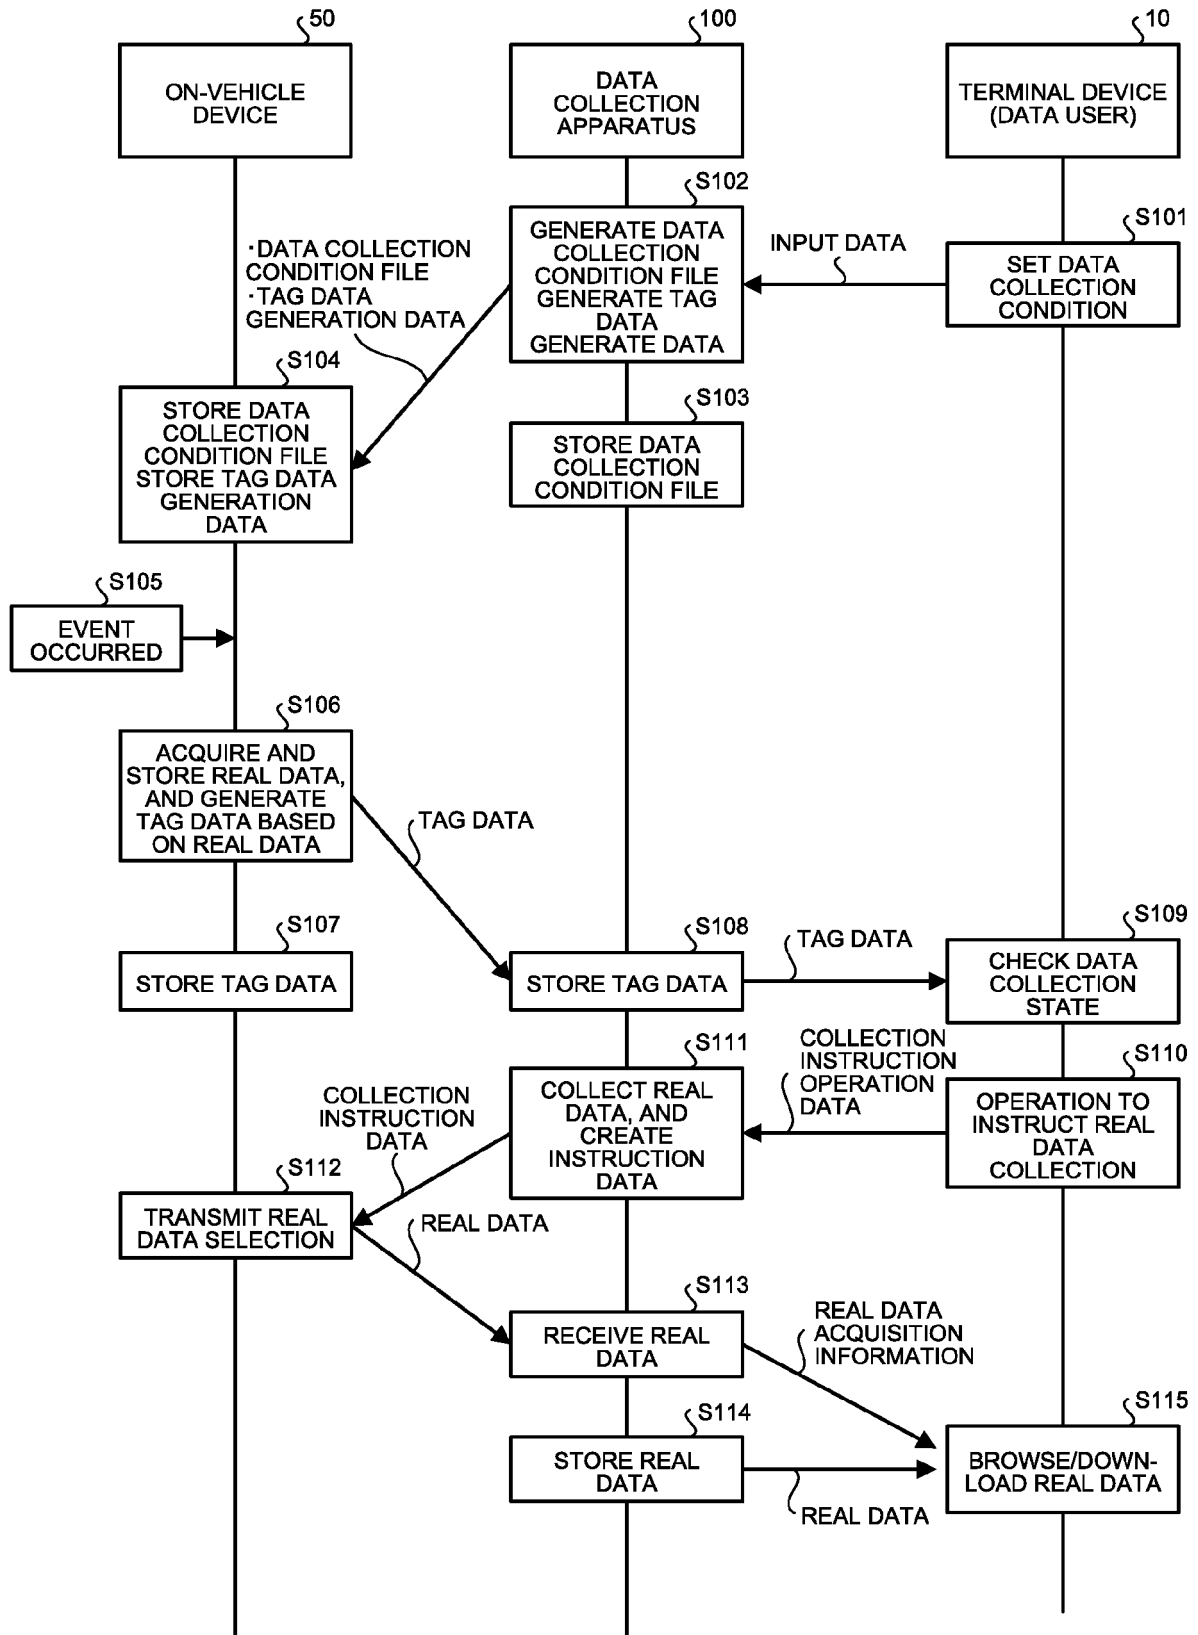 50
100
10
ON-VEHICLE
DEVICE
DATA
COLLECTION
APPARATUS
TERMINAL DEVICE
(DATA USER)
S102
GENERATE DATA
COLLECTION
CONDITION FILE
GENERATE TAG
DATA
GENERATE DATA
INPUT DATA
S101
SET DATA
COLLECTION
CONDITION
·DATA COLLECTION
CONDITION FILE
·TAG DATA
GENERATION DATA
S104
STORE DATA
COLLECTION
CONDITION FILE
STORE TAG DATA
GENERATION
DATA
S103
STORE DATA
COLLECTION
CONDITION FILE
S105
EVENT
OCCURRED
S106
ACQUIRE AND
STORE REAL DATA,
AND GENERATE
TAG DATA BASED
ON REAL DATA
TAG DATA
S107
STORE TAG DATA
S108
STORE TAG DATA
TAG DATA
S109
CHECK DATA
COLLECTION
STATE
S111
COLLECT REAL
DATA, AND
CREATE
INSTRUCTION
DATA
COLLECTION
INSTRUCTION
OPERATION
DATA
S110
OPERATION TO
INSTRUCT REAL
DATA
COLLECTION
COLLECTION
INSTRUCTION
DATA
S112
TRANSMIT REAL
DATA SELECTION
REAL DATA
S113
RECEIVE REAL
DATA
REAL DATA
ACQUISITION
INFORMATION
S114
STORE REAL
DATA
REAL DATA
S115
BROWSE/DOWN-
LOAD REAL DATA